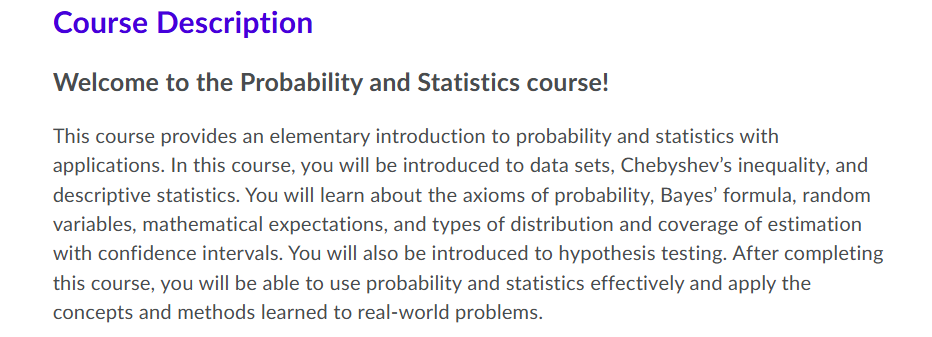 Course Description
Welcome to the Probability and Statistics course!
This course provides an elementary introduction to probability and statistics with
applications. In this course, you will be introduced to data sets, Chebyshev’s inequality, and
descriptive statistics. You will learn about the axioms of probability, Bayes’ formula, random
variables, mathematical expectations, and types of distribution and coverage of estimation
with confidence intervals. You will also be introduced to hypothesis testing. After completing
this course, you will be able to use probability and statistics effectively and apply the
concepts and methods learned to real-world problems.